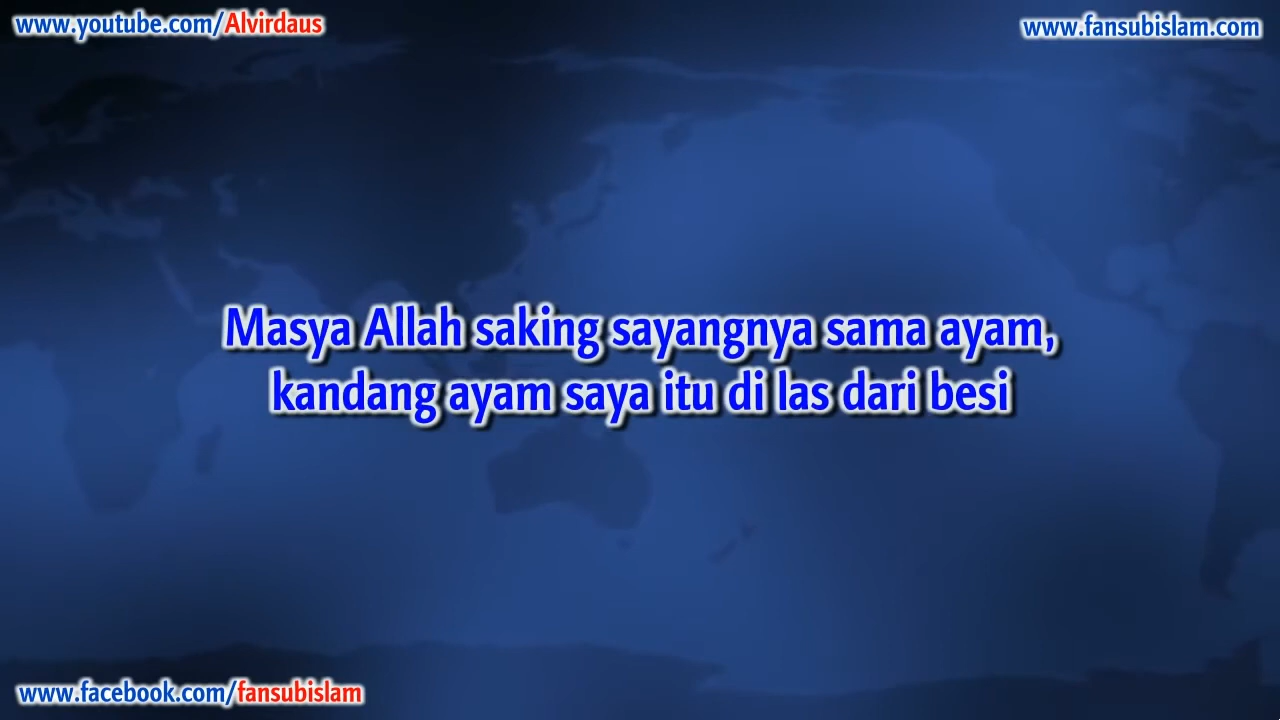 www.youtube.com/Alvirdaus
www.fansubislam.com
Masya Allah saking sayangnya sama ayam,
kandang ayam saya itu di las dari besi
www.facebook.com/fansubislam